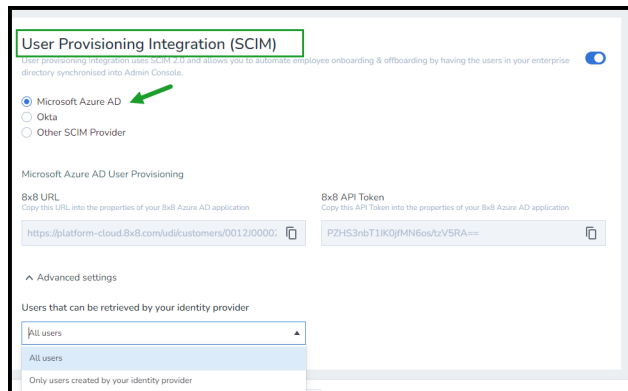 User Provisioning Integration (SCIM)
User provisioning integration uses SCIM 2.0 and allows you to automate employee onboarding & offboarding by having the users in your enterprise
directory synchronised into Admin Console.
Microsoft Azure AD
Okta
Other SCIM Provider
Microsoft Azure AD User Provisioning
8x8 URL
Copy this URL into the properties of your 8x8 Azure AD application
https://platform-cloud.8x8.com/udi/customers/0012J00007
8x8 API Token
Copy this API Token into the properties of your 8x8 Azure AD application
PZHS3nbT1IK0jfMN6os/tzV5RA==
Advanced settings
Users that can be retrieved by your identity provider
All users
All users
Only users created by your identity provider